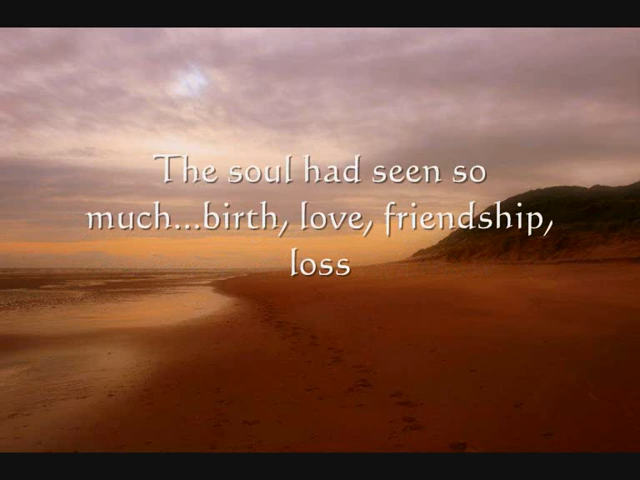 The soul had seen so
much...birth, love, friendship,
loss